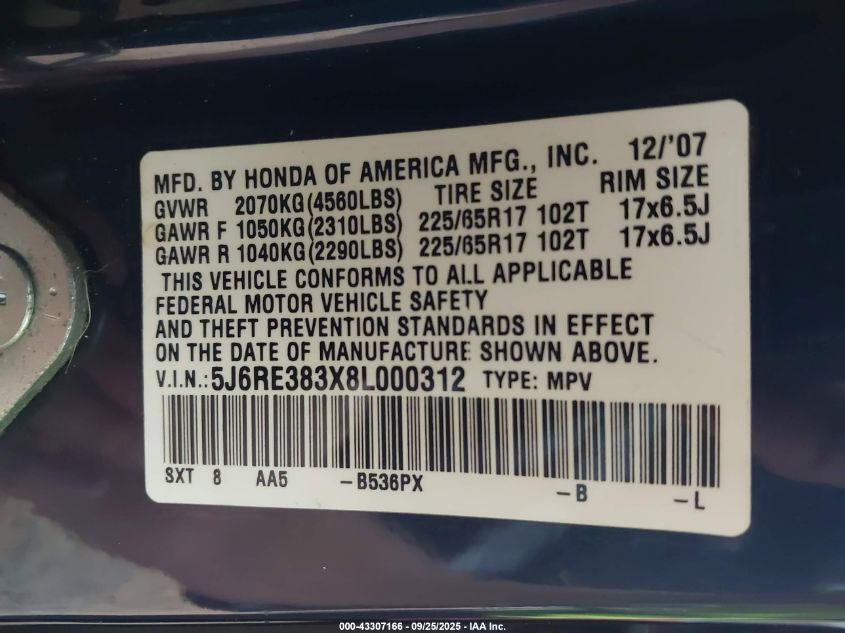 MFD. BY HONDA OF AMERICA MFG., INC. 12/'07
GVWR 2070KG(4560LBS) TIRE SIZE RIM SIZE
GAWR F 1050KG(2310LBS) 225/65R17 102T 17x6.5J
GAWR R 1040KG(2290LBS) 225/65R17 102T 17x6.5J
THIS VEHICLE CONFORMS TO ALL APPLICABLE
FEDERAL MOTOR VEHICLE SAFETY
AND THEFT PREVENTION STANDARDS IN EFFECT
ON THE DATE OF MANUFACTURE SHOWN ABOVE.
V.I.N.: 5J6RE383X8L000312 TYPE: MPV
SXT 8 AA5 -B536PX -B -L
000-43307166 - 09/25/2025 - IAA Inc.